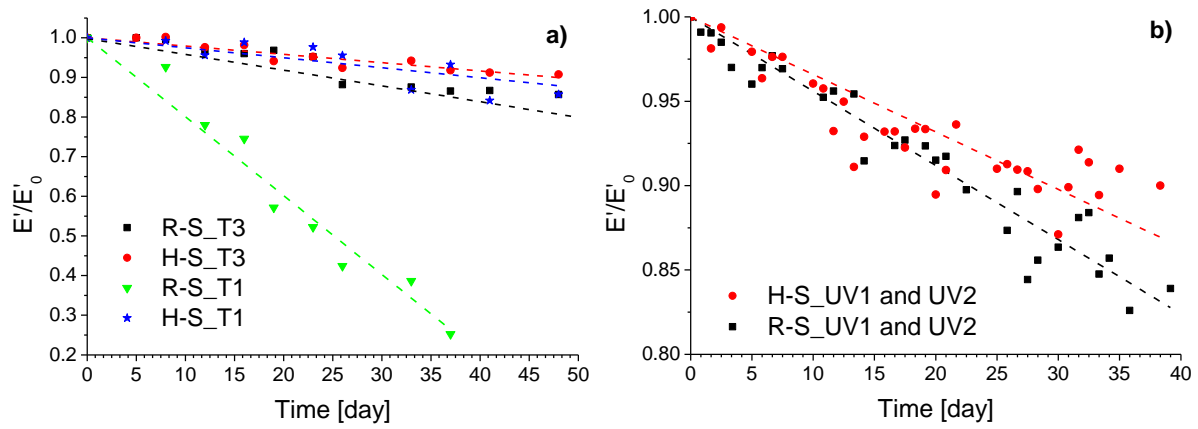 a)
1.0
0.9
0.8
0.7
0.6
0.5
0.4
0.3
0.2
E'/E'0
R-S_T3
H-S_T3
R-S_T1
H-S_T1
0 5 10 15 20 25 30 35 40 45 50
Time [day]
b)
1.00
0.95
0.90
0.85
0.80
E'/E'0
H-S_UV1 and UV2
R-S_UV1 and UV2
0 5 10 15 20 25 30 35 40
Time [day]